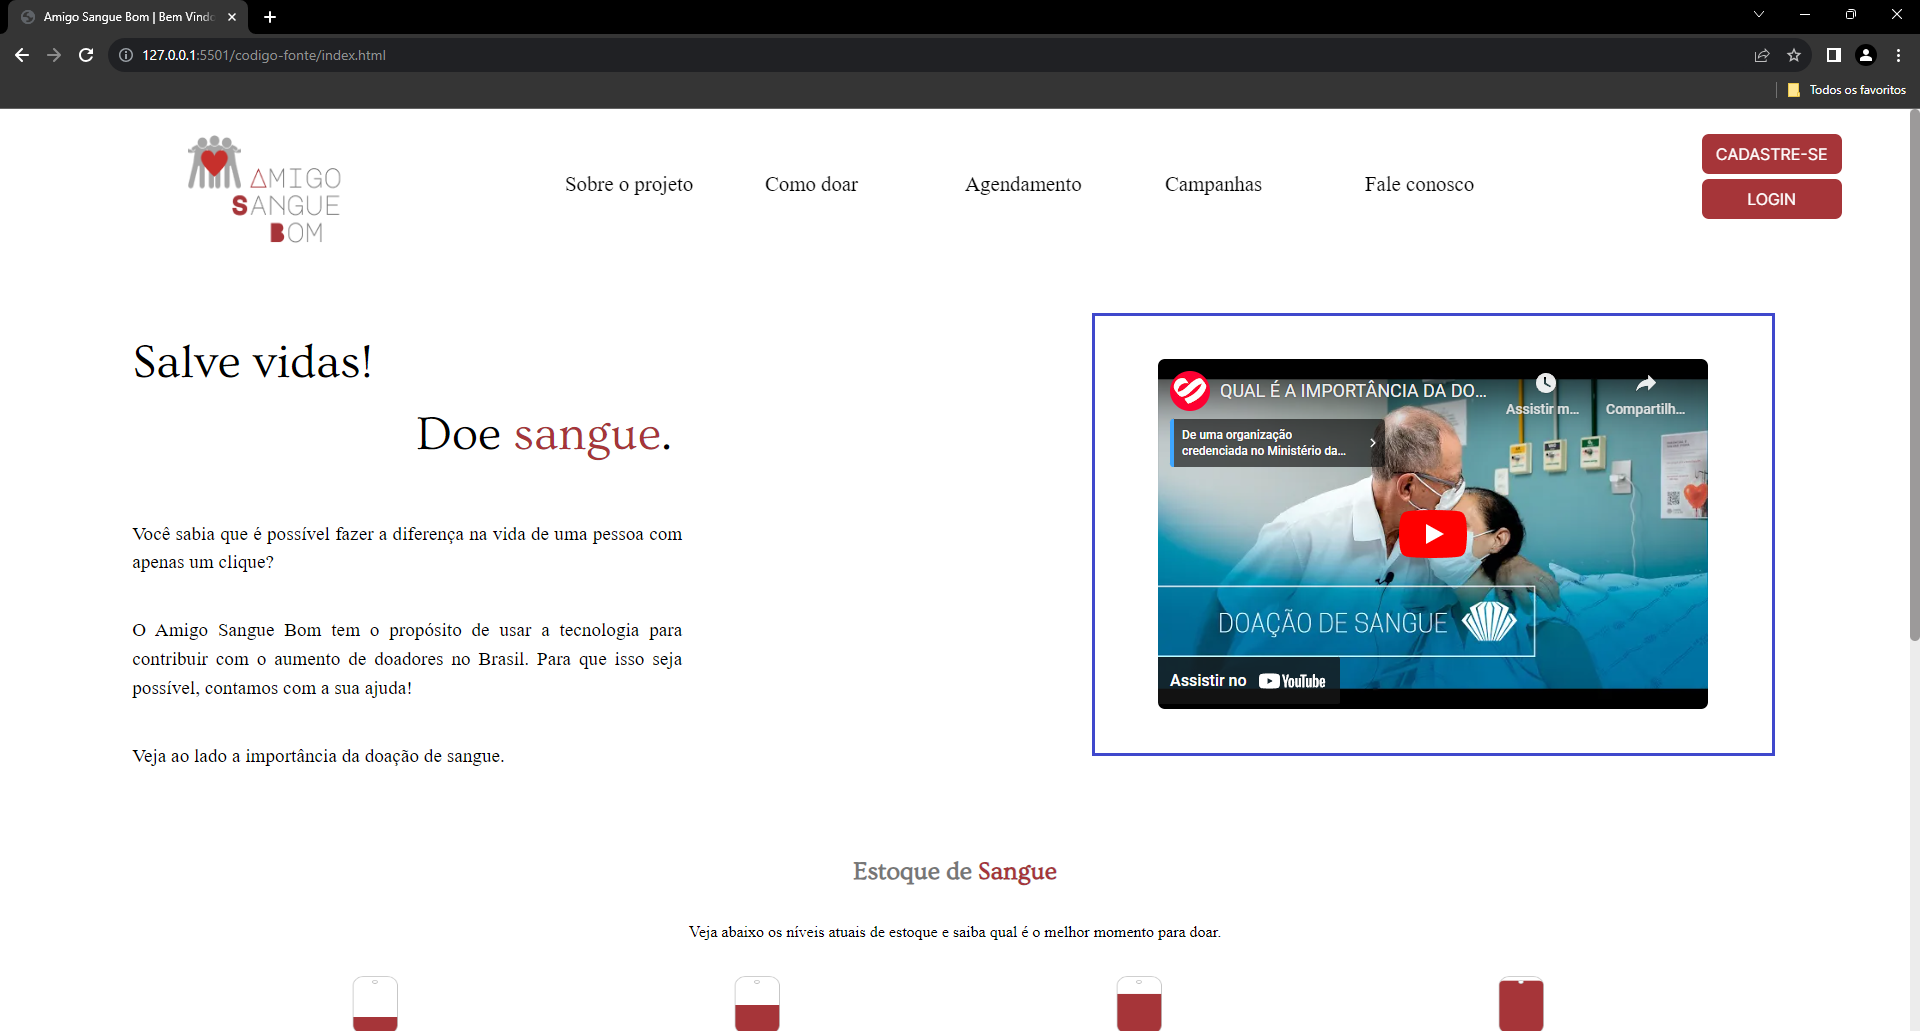 Amigo Sangue Bom | Bem Vindo
127.0.0.1:5501/codigo-fonte/index.html
Todos os favoritos
AMIGO
SANGUE
BOM
Sobre o projeto
Como doar
Agendamento
Campanhas
Fale conosco
CADASTRE-SE
LOGIN
Salve vidas!
Doe sangue.
Você sabia que é possível fazer a diferença na vida de uma pessoa com
apenas um clique?
O Amigo Sangue Bom tem o propósito de usar a tecnologia para
contribuir com o aumento de doadores no Brasil. Para que isso seja
possível, contamos com a sua ajuda!
Veja ao lado a importância da doação de sangue.
QUAL É A IMPORTÂNCIA DA DO...
Assistir m...
Compartilh...
De uma organização
credenciada no Ministério da...
DOAÇÃO DE SANGUE
Assistir no YouTube
Estoque de Sangue
Veja abaixo os níveis atuais de estoque e saiba qual é o melhor momento para doar.